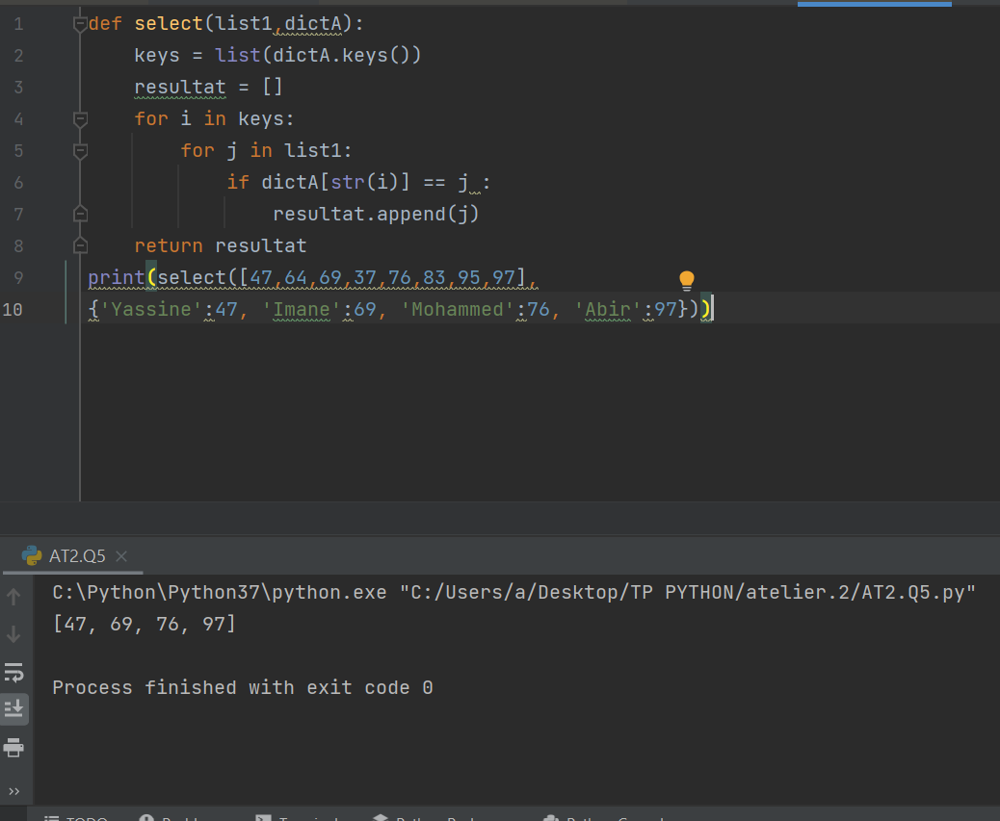 1 def select(list1,dictA):
2 keys = list(dictA.keys())
3 resultat = []
4 for i in keys:
5 for j in list1:
6 if dictA[str(i)] == j :
7 resultat.append(j)
8 return resultat
9 print(select([47,64,69,37,76,83,95,97],
10 {'Yassine':47, 'Imane':69, 'Mohammed':76, 'Abir':97}))
AT2.Q5
C:\Python\Python37\python.exe "C:/Users/a/Desktop/TP PYTHON/atelier.2/AT2.Q5.py"
[47, 69, 76, 97]
Process finished with exit code 0
TODO